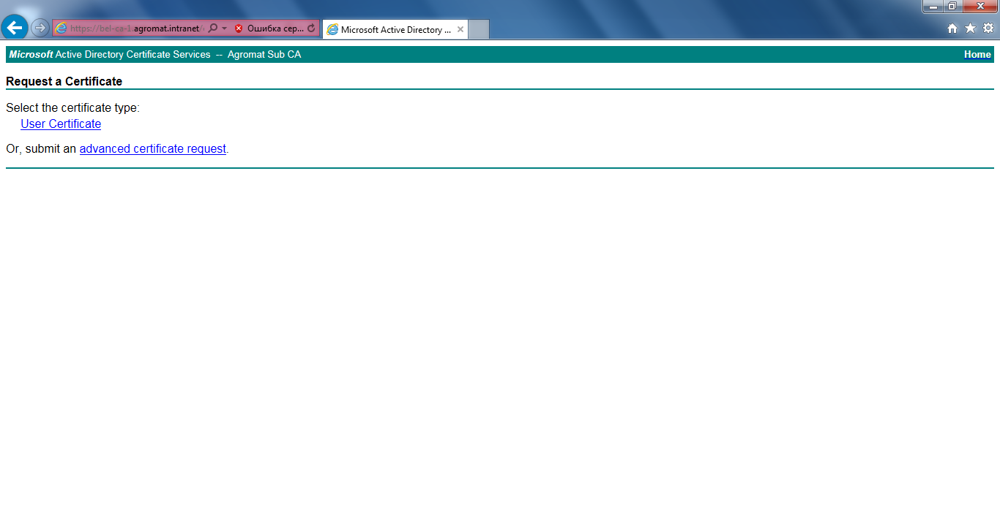 https://bel-ca-1.agromat.intranet/
Ошибка сер...
Microsoft Active Directory ...
Microsoft Active Directory Certificate Services -- Agromat Sub CA
Home
Request a Certificate
Select the certificate type:
User Certificate
Or, submit an advanced certificate request.